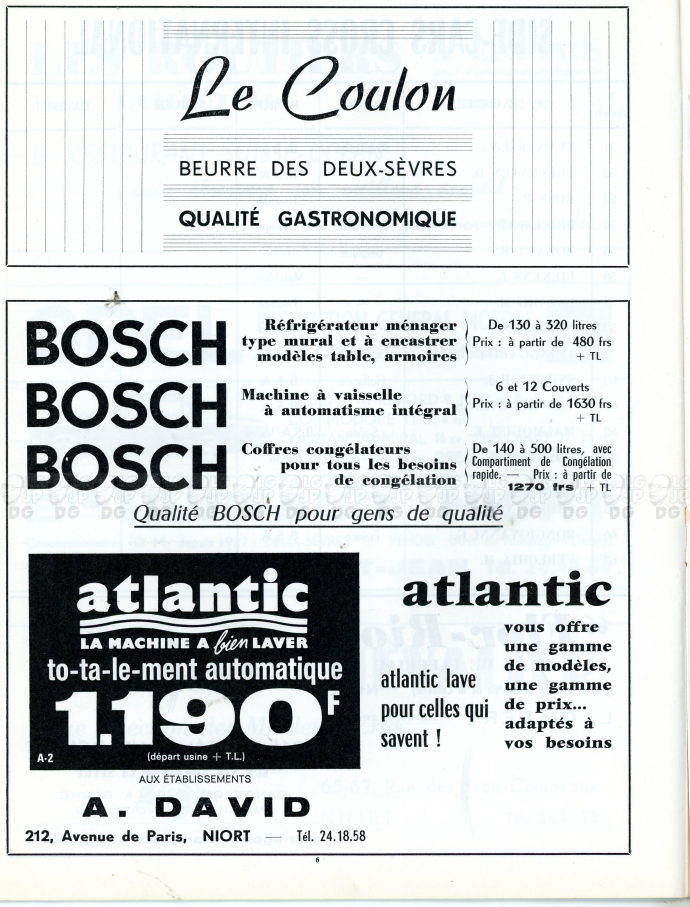 Le Coulon
BEURRE DES DEUX-SÈVRES
QUALITÉ GASTRONOMIQUE
BOSCH
Réfrigérateur ménager
type mural et à encastrer
modèles table, armoires
De 130 à 320 litres
Prix : à partir de 480 frs
+ TL
BOSCH
Machine à vaisselle
à automatisme intégral
6 et 12 Couverts
Prix : à partir de 1630 frs
+ TL
BOSCH
Coffres congélateurs
pour tous les besoins
de congélation
De 140 à 500 litres, avec
Compartiment de Congélation
rapide. — Prix : à partir de
1270 frs + TL
Qualité BOSCH pour gens de qualité
atlantic
LA MACHINE A bien LAVER
to-ta-le-ment automatique
1.190F
A-2
(départ usine + T.L.)
atlantic
atlantic lave
pour celles qui
savent !
vous offre
une gamme
de modèles,
une gamme
de prix...
adaptés à
vos besoins
AUX ÉTABLISSEMENTS
A. DAVID
212, Avenue de Paris, NIORT — Tél. 24.18.58
6